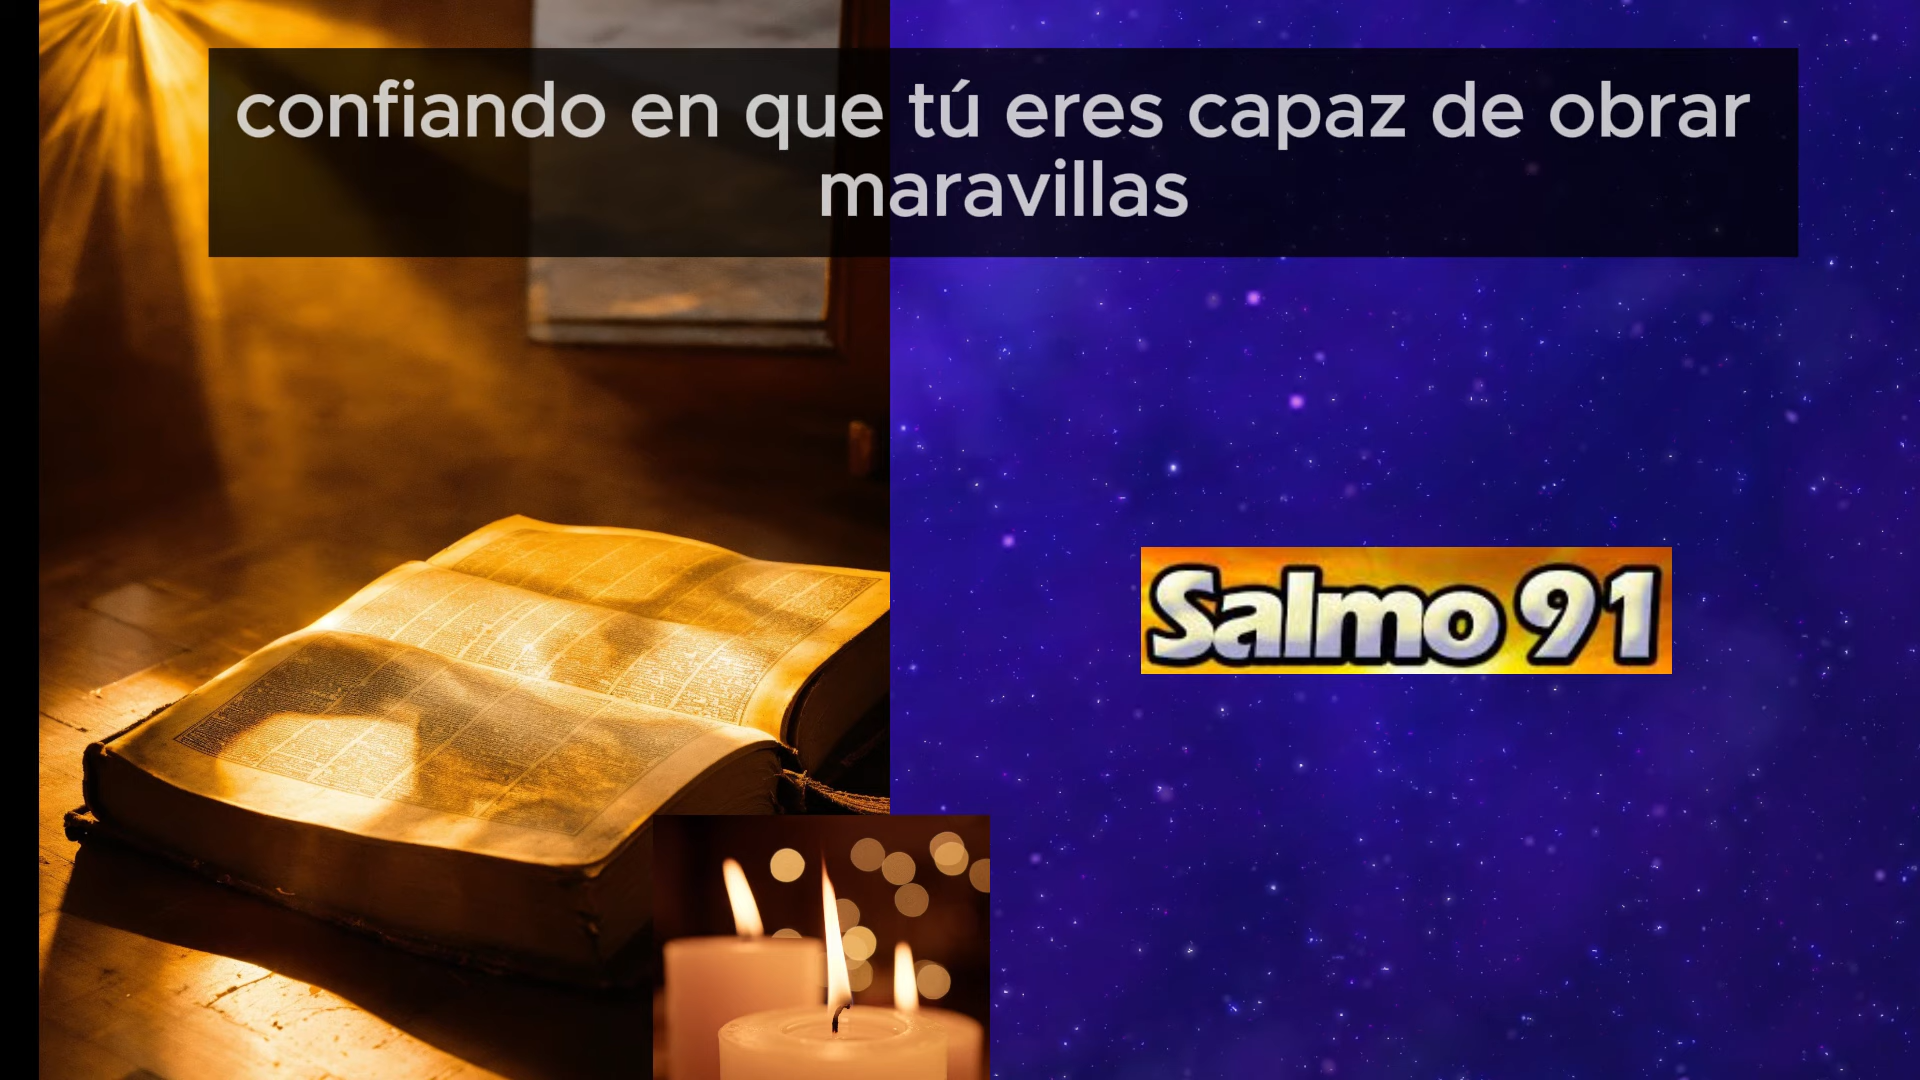 confiando en que tú eres capaz de obrar
maravillas
Salmo 91